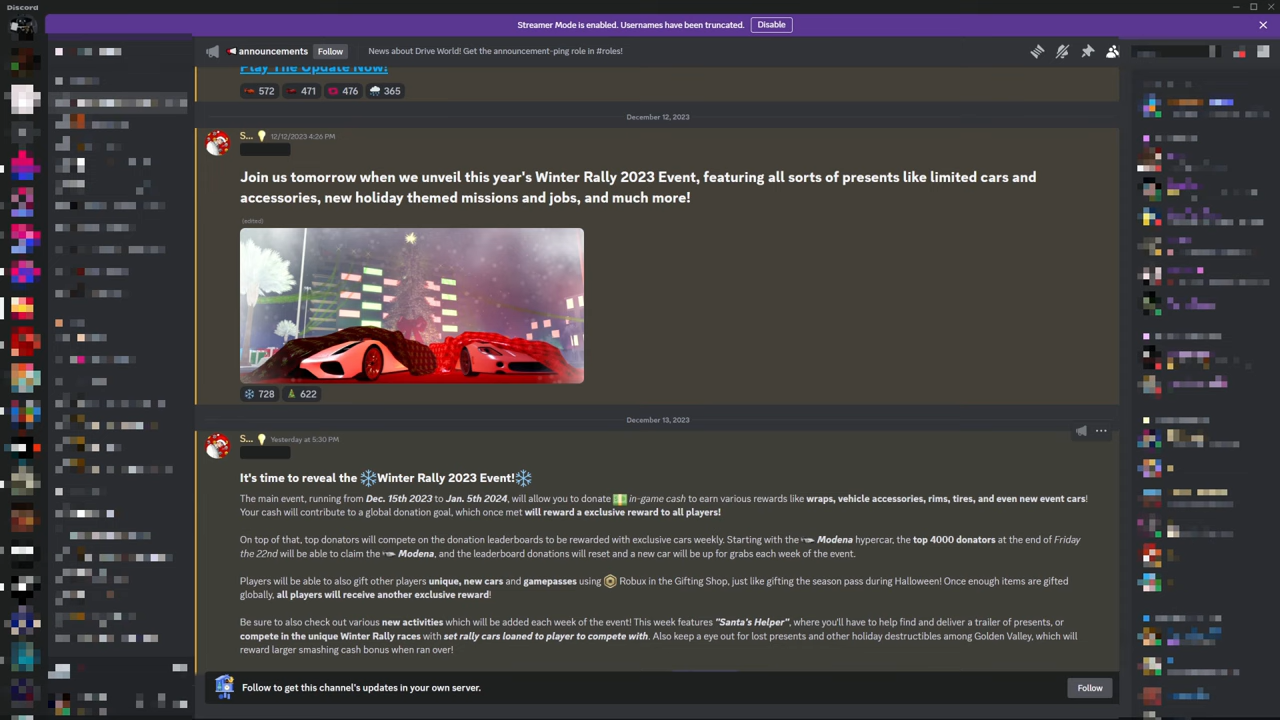 Discord
Streamer Mode is enabled. Usernames have been truncated.
Disable
announcements
Follow
News about Drive World! Get the announcement-ping role in #roles!
Play The Update Now!
572
471
476
365
December 12, 2023
S...
12/12/2023 4:26 PM
Join us tomorrow when we unveil this year's Winter Rally 2023 Event, featuring all sorts of presents like limited cars and
accessories, new holiday themed missions and jobs, and much more!
(edited)
728
622
December 13, 2023
S...
Yesterday at 5:30 PM
It's time to reveal the ❄Winter Rally 2023 Event!❄
The main event, running from Dec. 15th 2023 to Jan. 5th 2024, will allow you to donate in-game cash to earn various rewards like wraps, vehicle accessories, rims, tires, and even new event cars!
Your cash will contribute to a global donation goal, which once met will reward a exclusive reward to all players!
On top of that, top donators will compete on the donation leaderboards to be rewarded with exclusive cars weekly. Starting with the Modena hypercar, the top 4000 donators at the end of Friday
the 22nd will be able to claim the Modena, and the leaderboard donations will reset and a new car will be up for grabs each week of the event.
Players will be able to also gift other players unique, new cars and gamepasses using Robux in the Gifting Shop, just like gifting the season pass during Halloween! Once enough items are gifted
globally, all players will receive another exclusive reward!
Be sure to also check out various new activities which will be added each week of the event! This week features "Santa's Helper", where you'll have to help find and deliver a trailer of presents, or
compete in the unique Winter Rally races with set rally cars loaned to player to compete with. Also keep a eye out for lost presents and other holiday destructibles among Golden Valley, which will
reward larger smashing cash bonus when ran over!
Follow to get this channel's updates in your own server.
Follow